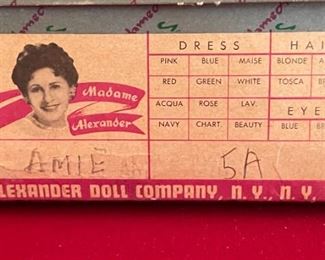 Madame
Alexander
DRESS HA
PINK BLUE MAISE BLONDE
RED GREEN WHITE TOSCA
ACQUA ROSE LAV.
NAVY CHART. BEAUTY
EYE
BLUE
AMIE 5A
LEXANDER DOLL COMPANY, N. Y., N. Y.,